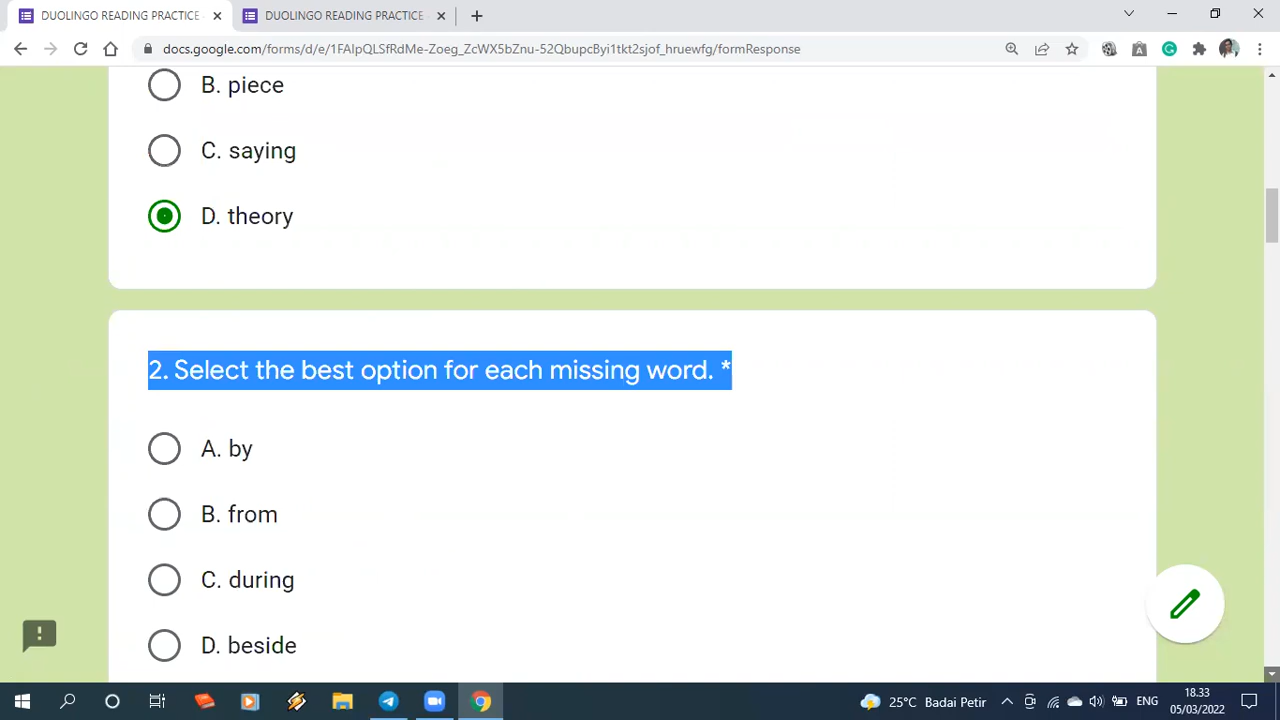 DUOLINGO READING PRACTICE
DUOLINGO READING PRACTICE
docs.google.com/forms/d/e/1FAIpQLSfRdMe-Zoeg_ZcWX5bZnu-52QbupcByi1tkt2sjof_hruewfg/formResponse
B. piece
C. saying
D. theory
2. Select the best option for each missing word. *
A. by
B. from
C. during
D. beside
25°C Badai Petir
ENG
18.33
05/03/2022